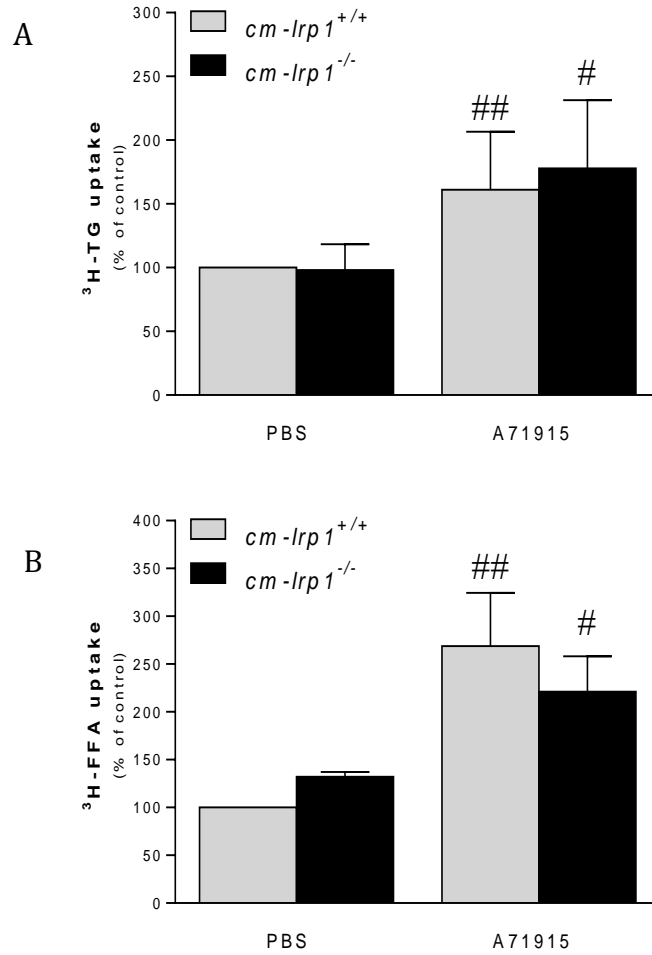 A
300
250
200
150
100
50
0
³H-TG uptake
(% of control)
cm-lrp1+/+
cm-lrp1-/-
##
#
PBS A71915
B
400
350
300
250
200
150
100
50
0
³H-FFA uptake
(% of control)
cm-lrp1+/+
cm-lrp1-/-
##
#
PBS A71915